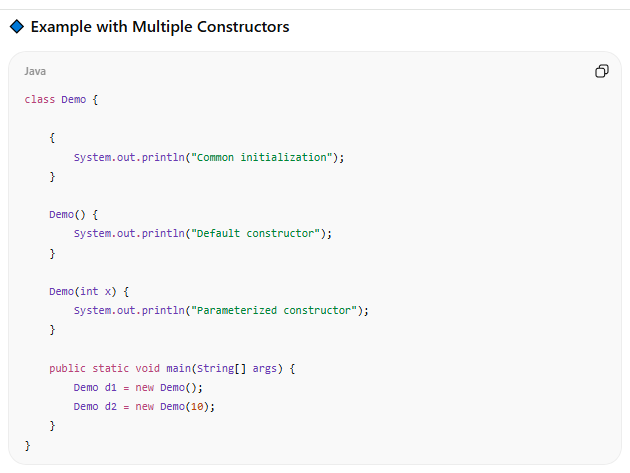 Example with Multiple Constructors
Java
class Demo {
{
System.out.println("Common initialization");
}
Demo() {
System.out.println("Default constructor");
}
Demo(int x) {
System.out.println("Parameterized constructor");
}
public static void main(String[] args) {
Demo d1 = new Demo();
Demo d2 = new Demo(10);
}
}